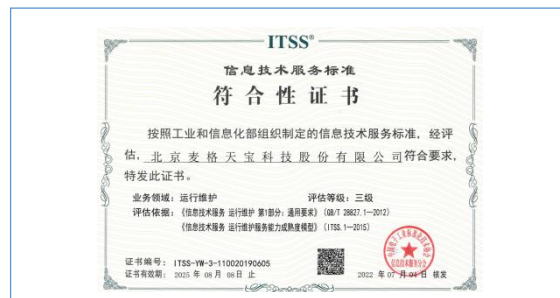 ITSS®
信息技术服务标准
符合性证书
按照工业和信息化部组织制定的信息技术服务标准，经评
估，北京麦格天宝科技股份有限公司符合要求，
特发此证书。
业务领域：运行维护 评估等级：三级
评估依据：《信息技术服务 运行维护 第1部分：通用要求》（GB/T 28827.1—2012）
《信息技术服务 运行维护服务能力成熟度模型》（ITSS.1—2015）
证书编号：ITSS-YW-3-110020190605
证书有效期：2025 年 08 月 08 日 止 2022 年 07 月 04 日 核发